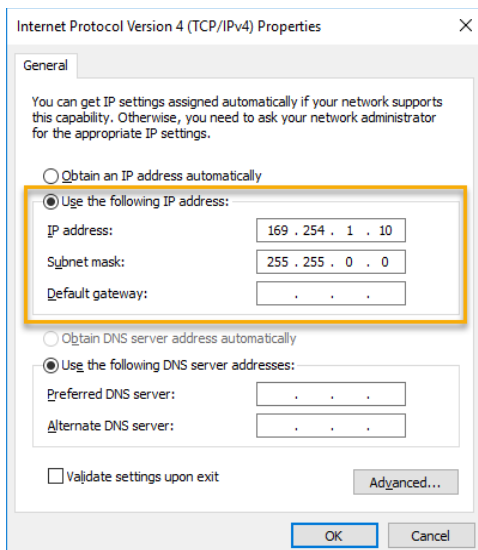 Internet Protocol Version 4 (TCP/IPv4) Properties
General
You can get IP settings assigned automatically if your network supports
this capability. Otherwise, you need to ask your network administrator
for the appropriate IP settings.
Obtain an IP address automatically
Use the following IP address:
IP address: 169 . 254 . 1 . 10
Subnet mask: 255 . 255 . 0 . 0
Default gateway: . . .
Obtain DNS server address automatically
Use the following DNS server addresses:
Preferred DNS server: . . .
Alternate DNS server: . . .
Validate settings upon exit
Advanced...
OK Cancel